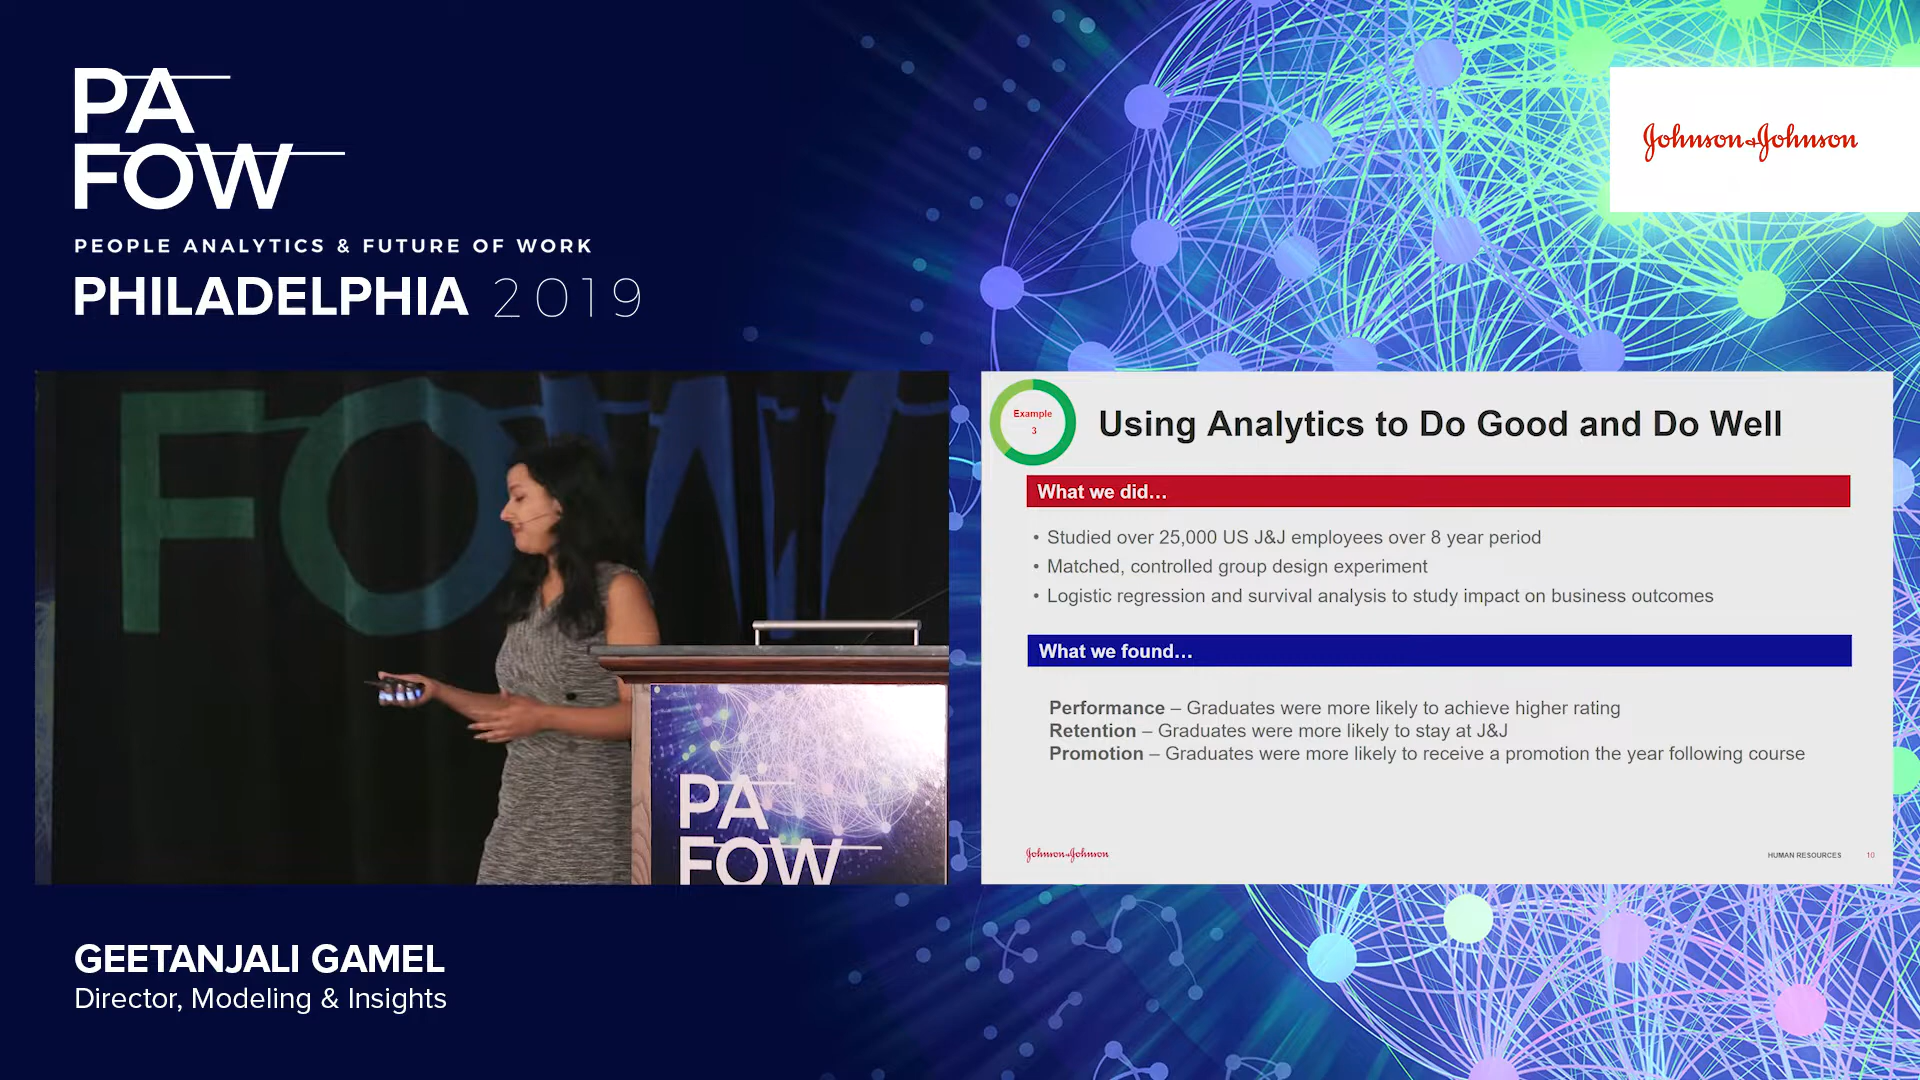 PA
FOW
PEOPLE ANALYTICS & FUTURE OF WORK
PHILADELPHIA 2019
Johnson & Johnson
FOW
PA
FOW
Example
3
Using Analytics to Do Good and Do Well
What we did...
• Studied over 25,000 US J&J employees over 8 year period
• Matched, controlled group design experiment
• Logistic regression and survival analysis to study impact on business outcomes
What we found...
Performance – Graduates were more likely to achieve higher rating
Retention – Graduates were more likely to stay at J&J
Promotion – Graduates were more likely to receive a promotion the year following course
Johnson & Johnson
HUMAN RESOURCES 10
GEETANJALI GAMEL
Director, Modeling & Insights